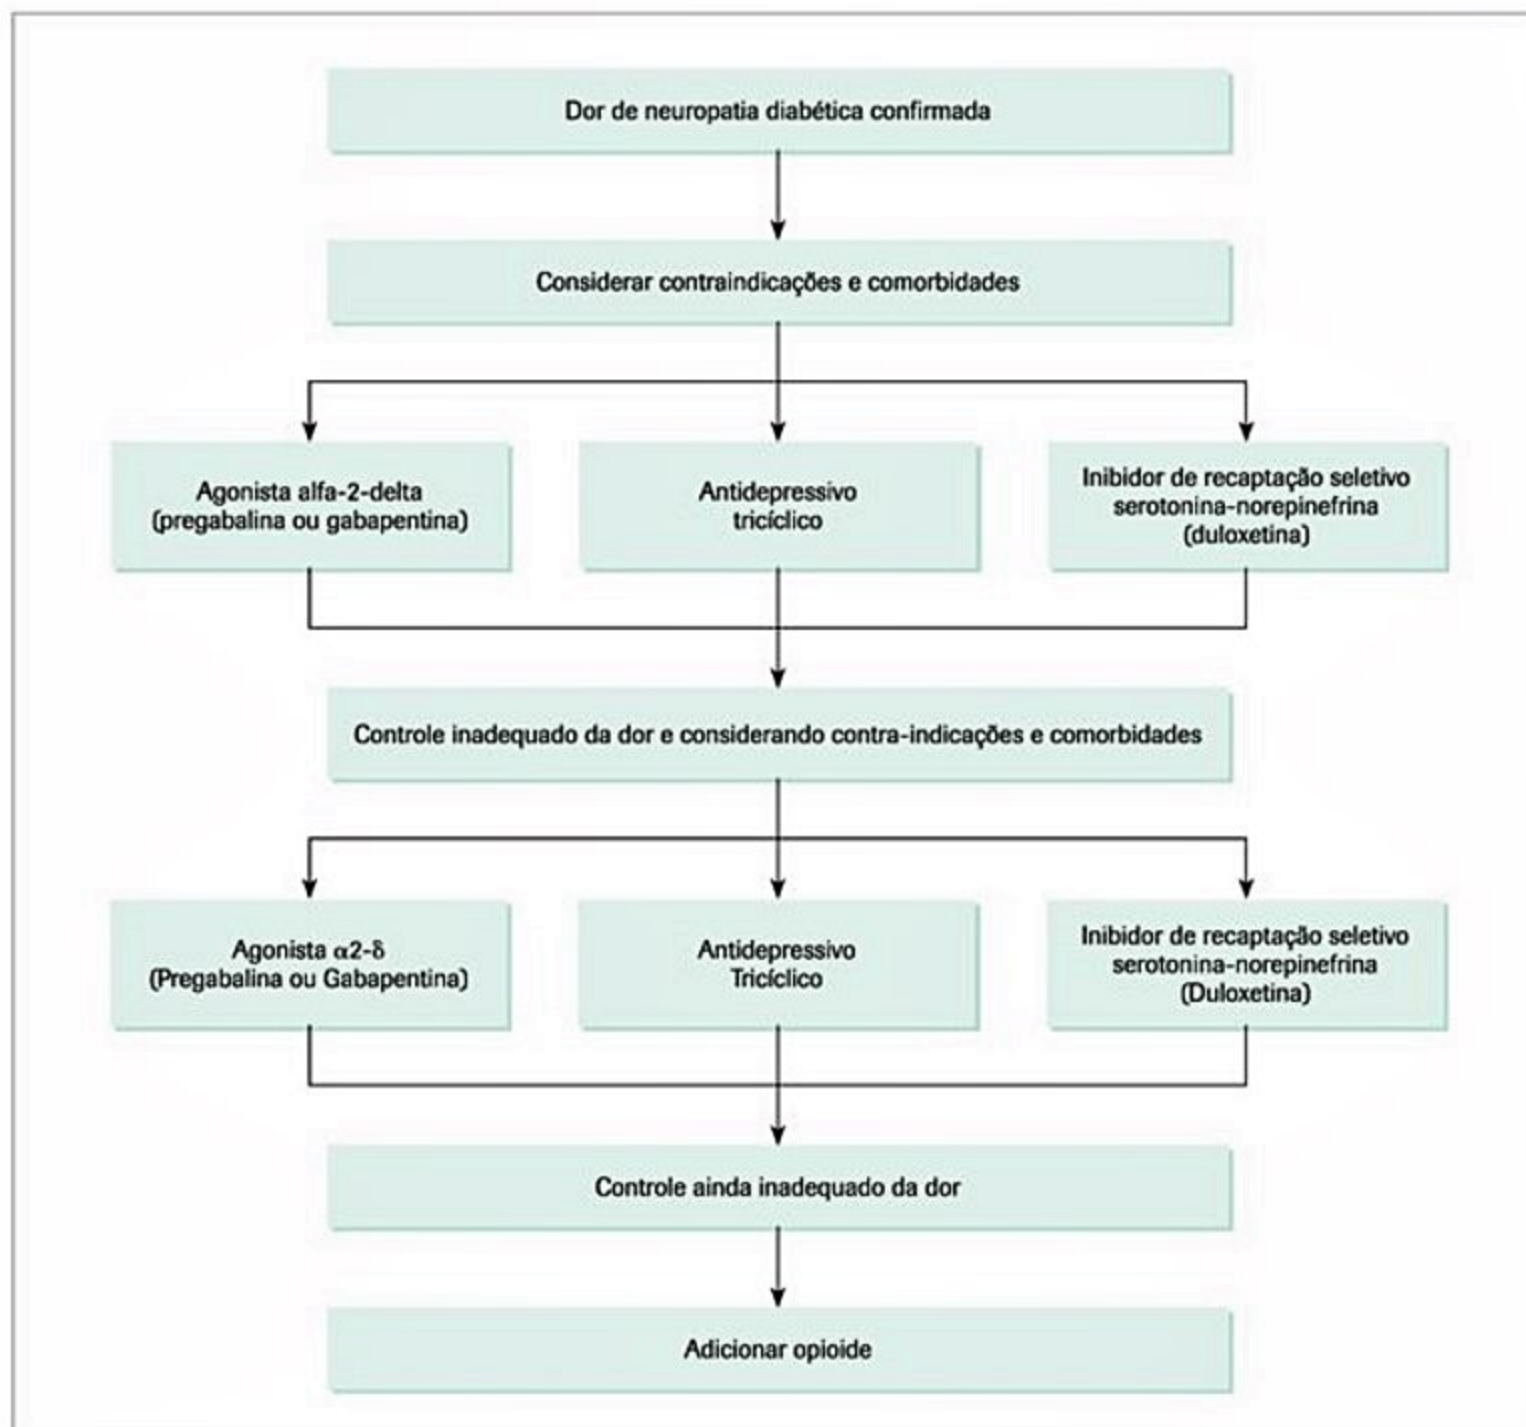 Dor de neuropatia diabética confirmada
Considerar contraindicações e comorbidades
Agonista alfa-2-delta
(pregabalina ou gabapentina)
Antidepressivo
tricíclico
Inibidor de recaptação seletivo
serotonina-norepinefrina
(duloxetina)
Controle inadequado da dor e considerando contra-indicações e comorbidades
Agonista α2-δ
(Pregabalina ou Gabapentina)
Antidepressivo
Tricíclico
Inibidor de recaptação seletivo
serotonina-norepinefrina
(Duloxetina)
Controle ainda inadequado da dor
Adicionar opioide